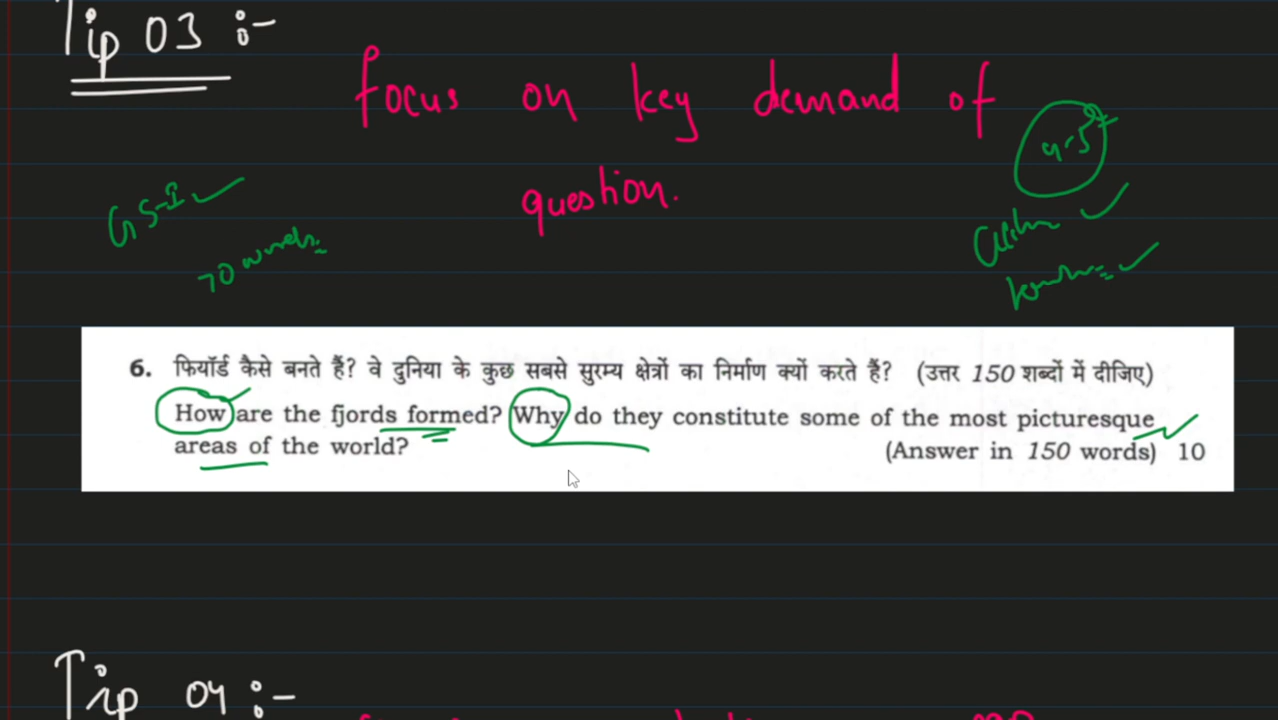 Tip 03 :-
focus on key demand of
question.
GS-I
70 words.
6. फियॉर्ड कैसे बनते हैं? वे दुनिया के कुछ सबसे सुरम्य क्षेत्रों का निर्माण क्यों करते हैं? (उत्तर 150 शब्दों में दीजिए)
How are the fjords formed? Why do they constitute some of the most picturesque
areas of the world? (Answer in 150 words) 10
Tip 04 :-